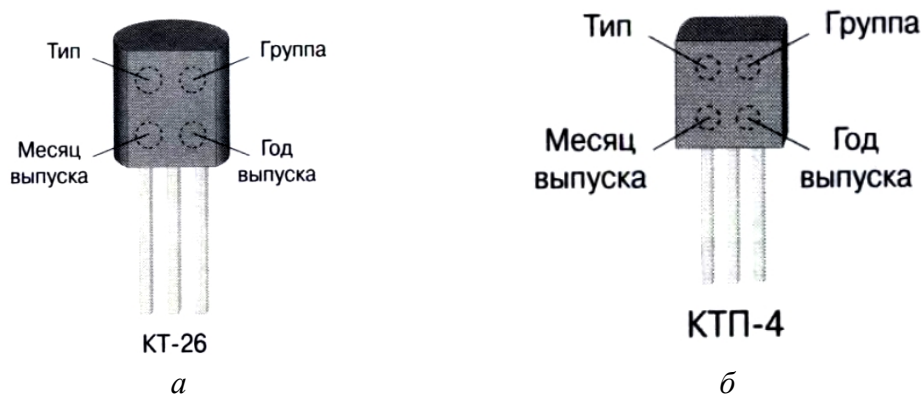 Тип
Группа
Месяц
выпуска
Год
выпуска
КТ-26
а
Тип
Группа
Месяц
выпуска
Год
выпуска
КТП-4
б